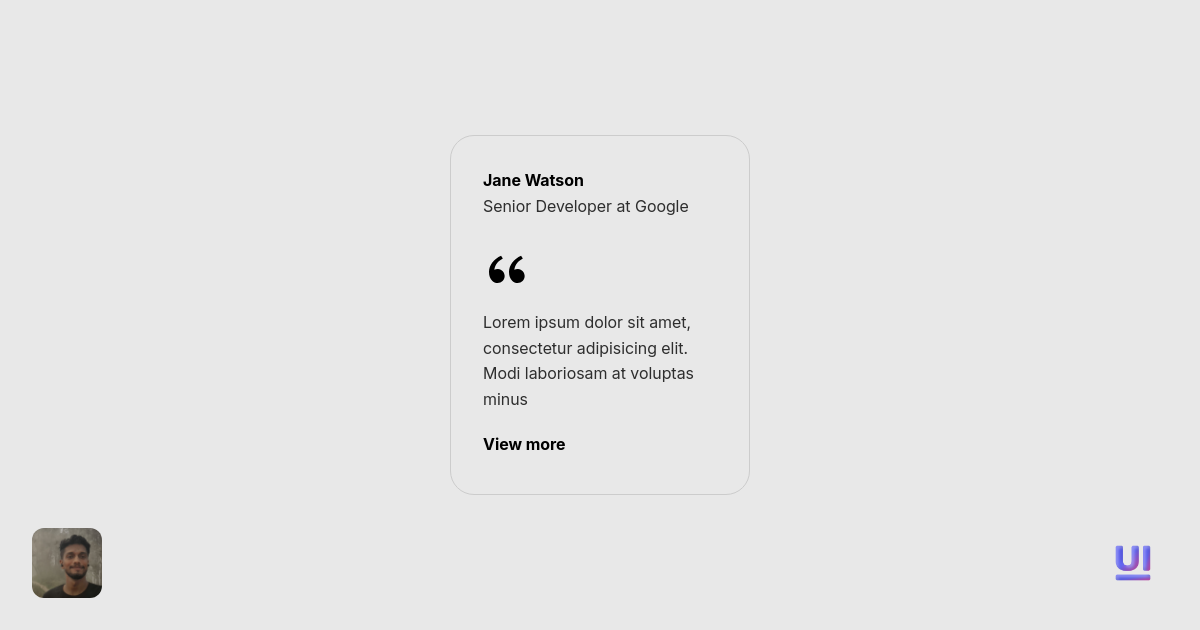 Jane Watson
Senior Developer at Google
“
Lorem ipsum dolor sit amet,
consectetur adipisicing elit.
Modi laboriosam at voluptas
minus
View more
UI